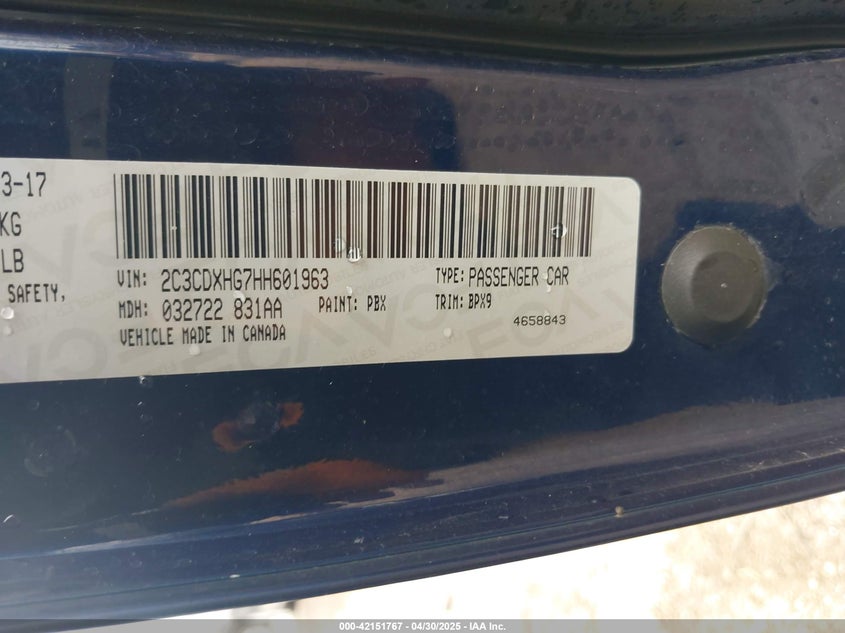 3-17
KG
LB
SAFETY,
VIN: 2C3CDXHG7HH601963 TYPE: PASSENGER CAR
MDH: 032722 831AA PAINT: PBX TRIM: BPX9
VEHICLE MADE IN CANADA 4658843
000-42151767 - 04/30/2025 - IAA Inc.